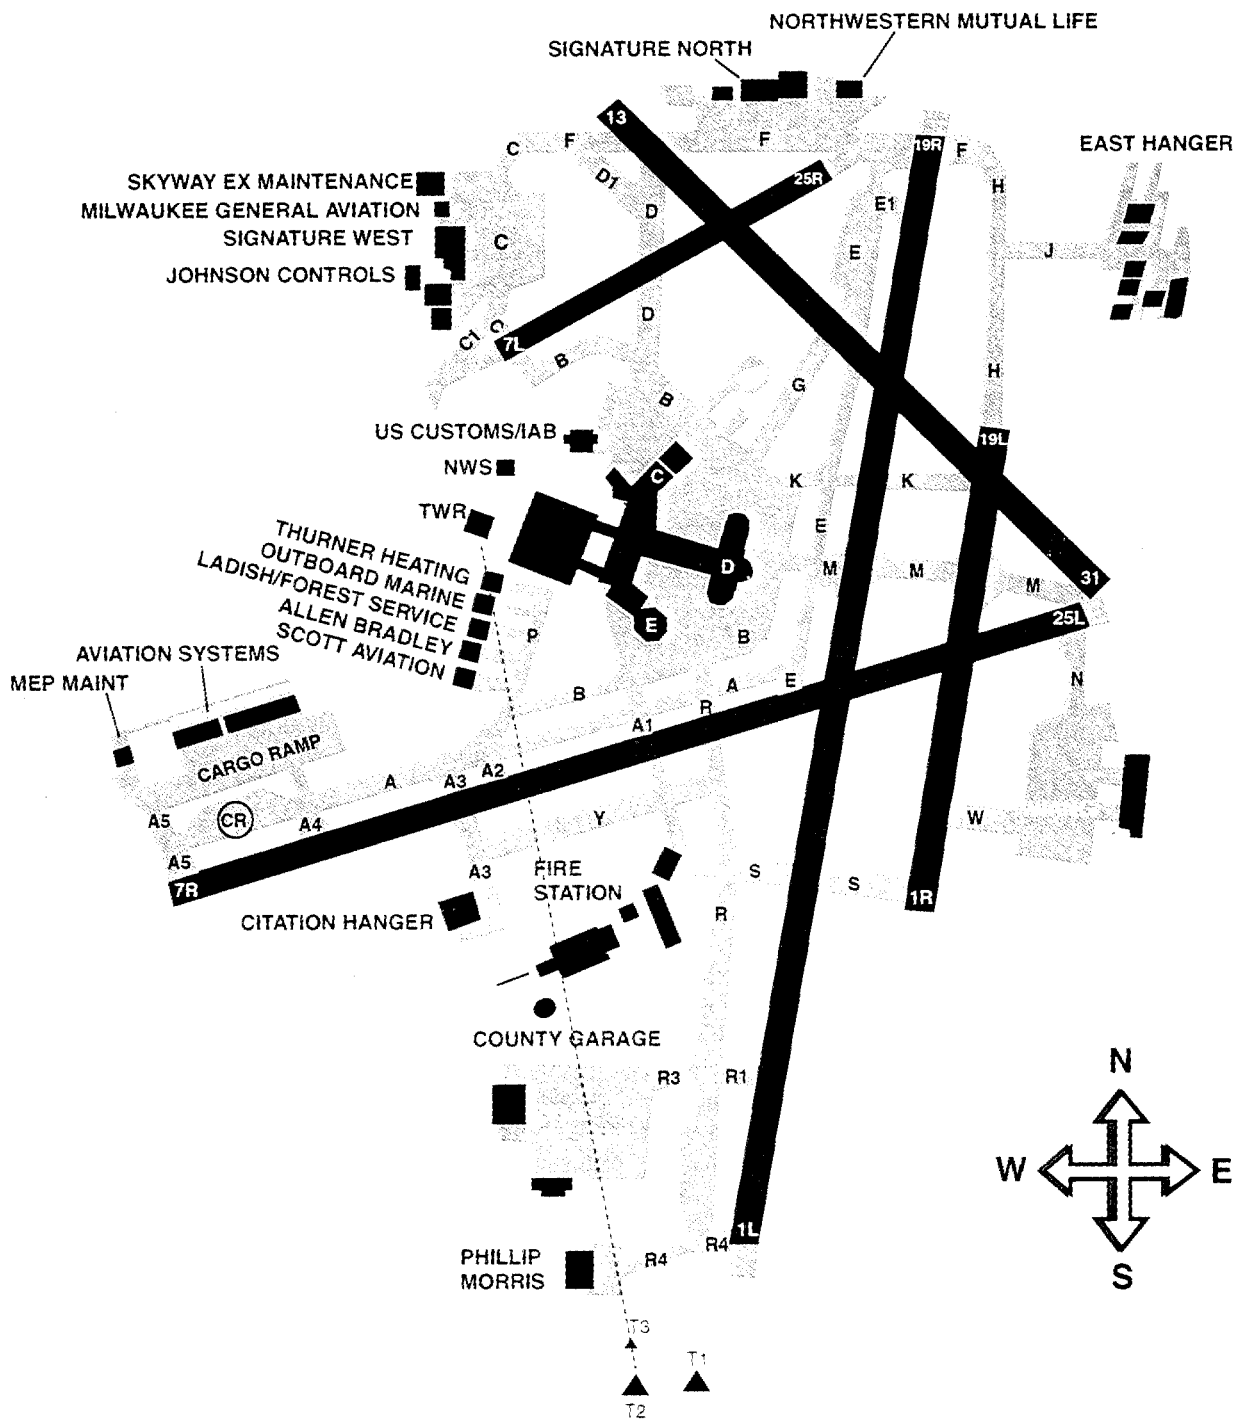 NORTHWESTERN MUTUAL LIFE
SIGNATURE NORTH
13
F
F
C
19R
F
EAST HANGER
SKYWAY EX MAINTENANCE
D1
25R
H
MILWAUKEE GENERAL AVIATION
D
E1
SIGNATURE WEST
C
E
J
JOHNSON CONTROLS
D
C1
C
7L
B
H
G
B
US CUSTOMS/IAB
19L
NWS
C
K
K
TWR
E
THURNER HEATING
OUTBOARD MARINE
LADISH/FOREST SERVICE
ALLEN BRADLEY
SCOTT AVIATION
D
M
M
M
31
P
E
B
25L
AVIATION SYSTEMS
MEP MAINT
B
A
E
N
R
A1
CARGO RAMP
A
A3
A2
A5
CR
A4
Y
W
A5
7R
A3
FIRE
STATION
S
S
1R
CITATION HANGER
R
COUNTY GARAGE
N
R3
R1
W
E
1L
R4
R4
PHILLIP
MORRIS
S
T3
T1
T2